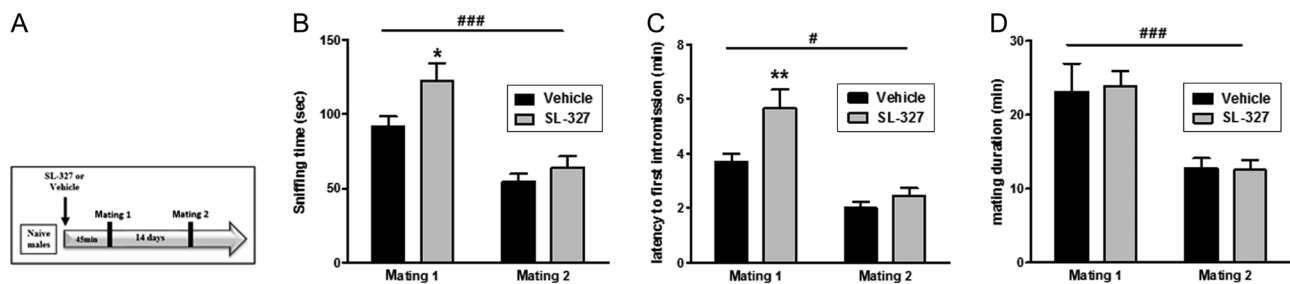 A
SL-327 or
Vehicle
Mating 1
Mating 2
Naive
males
45min
14 days
B
###
*
Sniffing time (sec)
150
100
50
0
Vehicle
SL-327
Mating 1
Mating 2
C
#
**
latency to first intromission (min)
8
6
4
2
0
Vehicle
SL-327
Mating 1
Mating 2
D
###
mating duration (min)
30
20
10
0
Vehicle
SL-327
Mating 1
Mating 2